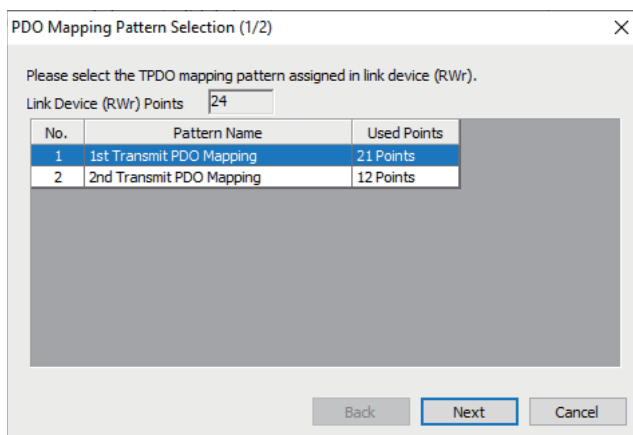 PDO Mapping Pattern Selection (1/2)
Please select the TPDO mapping pattern assigned in link device (RWr).
Link Device (RWr) Points 24
No. Pattern Name Used Points
1 1st Transmit PDO Mapping 21 Points
2 2nd Transmit PDO Mapping 12 Points
Back Next Cancel